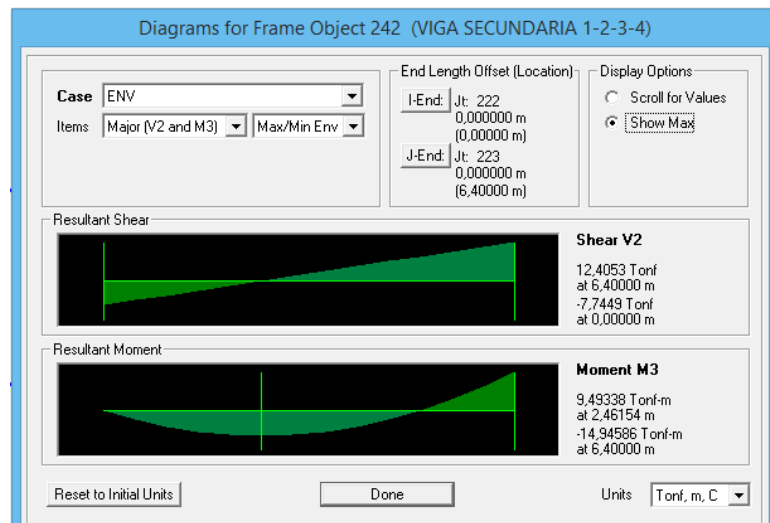 Diagrams for Frame Object 242 (VIGA SECUNDARIA 1-2-3-4)
Case ENV
Items Major (V2 and M3) Max/Min Env
End Length Offset (Location)
I-End: Jt: 222
0,000000 m
(0,00000 m)
J-End: Jt: 223
0,000000 m
(6,40000 m)
Display Options
Scroll for Values
Show Max
Resultant Shear
Shear V2
12,4053 Tonf
at 6,40000 m
-7,7449 Tonf
at 0,00000 m
Resultant Moment
Moment M3
9,49338 Tonf-m
at 2,46154 m
-14,94586 Tonf-m
at 6,40000 m
Reset to Initial Units
Done
Units Tonf, m, C